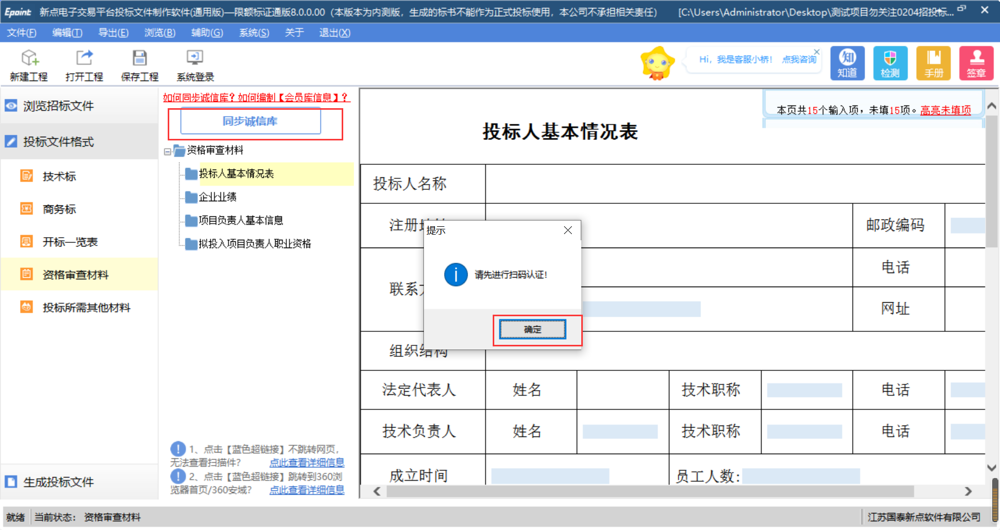 Epoint 新点电子交易平台投标文件制作软件(通用版)—限额标证通版8.0.0.00（本版本为内测版，生成的标书不能作为正式投标使用，本公司不承担相关责任） [C:\Users\Administrator\Desktop\测试项目勿关注0204招投标...
文件(F) 编辑(T) 导出(E) 浏览(B) 辅助(G) 系统(S) 关于 退出(X)
新建工程 打开工程 保存工程 系统登录
Hi，我是客服小桥！ 点我咨询
知
知道 检测 手册 签章
浏览招标文件
投标文件格式
技术标
商务标
开标一览表
资格审查材料
投标所需其他材料
生成投标文件
如何同步诚信库？如何编制【会员库信息】？
同步诚信库
资格审查材料
投标人基本情况表
企业业绩
项目负责人基本信息
拟投入项目负责人职业资格
1、点击【蓝色超链接】不跳转网页，
无法查看扫描件？ 点此查看详细信息
2、点击【蓝色超链接】跳转到360浏
览器首页/360安域？ 点此查看详细信息
本页共15个输入项，未填15项。高亮未填项
投标人基本情况表
投标人名称
注册 邮政编码
联系 电话
网址
组织结构
法定代表人 姓名 技术职称 电话
技术负责人 姓名 技术职称 电话
成立时间 员工人数：
提示
请先进行扫码认证！
确定
就绪 当前状态： 资格审查材料 江苏国泰新点软件有限公司